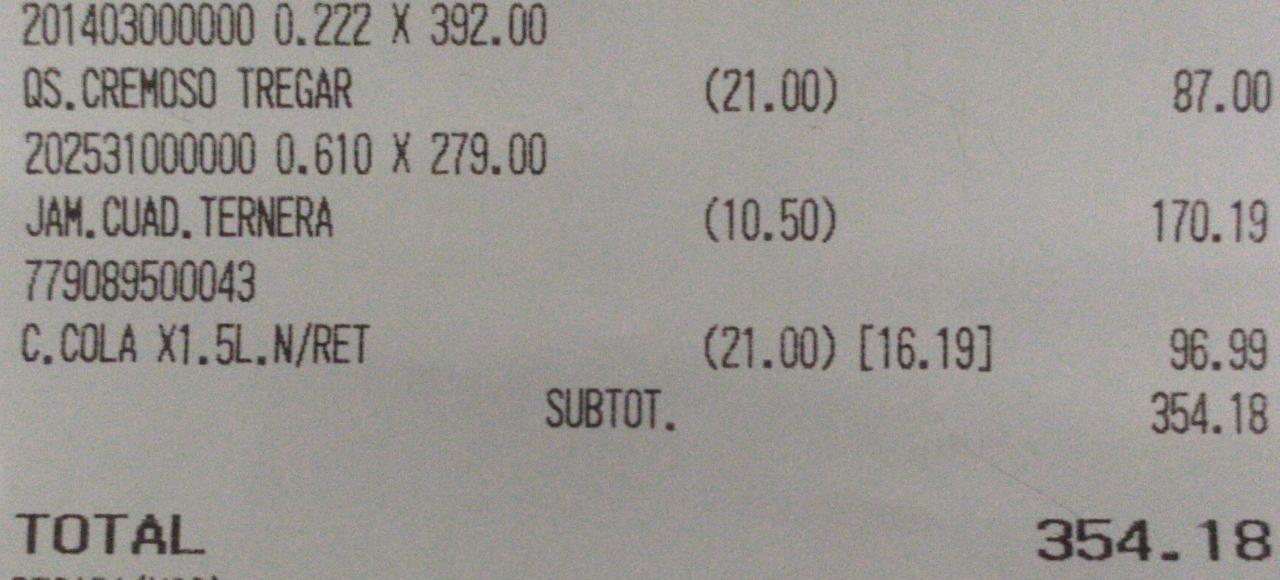 201403000000 0.222 X 392.00
QS.CREMOSO TREGAR (21.00) 87.00
202531000000 0.610 X 279.00
JAM.CUAD.TERNERA (10.50) 170.19
779089500043
C.COLA X1.5L.N/RET (21.00) [16.19] 96.99
SUBTOT. 354.18
TOTAL 354.18